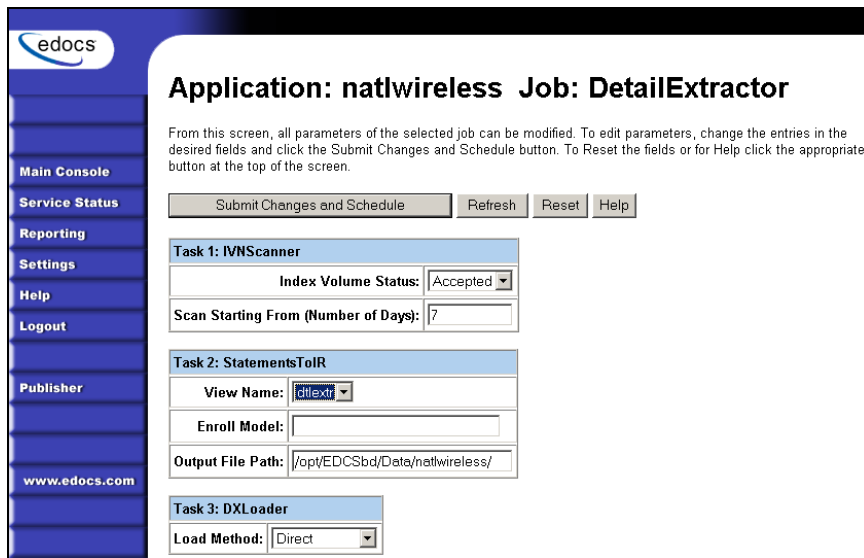 edocs
Application: natlwireless Job: DetailExtractor
From this screen, all parameters of the selected job can be modified. To edit parameters, change the entries in the
desired fields and click the Submit Changes and Schedule button. To Reset the fields or for Help click the appropriate
button at the top of the screen.
Submit Changes and Schedule Refresh Reset Help
Main Console
Service Status
Reporting
Settings
Help
Logout
Publisher
www.edocs.com
Task 1: IVNScanner
Index Volume Status: Accepted
Scan Starting From (Number of Days): 7
Task 2: StatementsToIR
View Name: dtlextr
Enroll Model:
Output File Path: /opt/EDCSbd/Data/natlwireless/
Task 3: DXLoader
Load Method: Direct